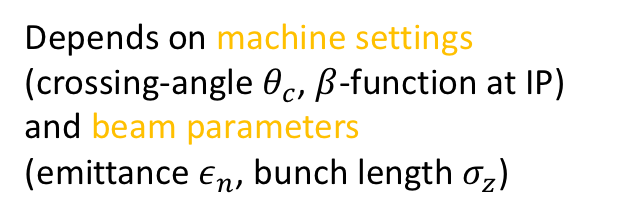 Depends on machine settings
(crossing-angle θ_c, β-function at IP)
and beam parameters
(emittance ϵ_n, bunch length σ_z)